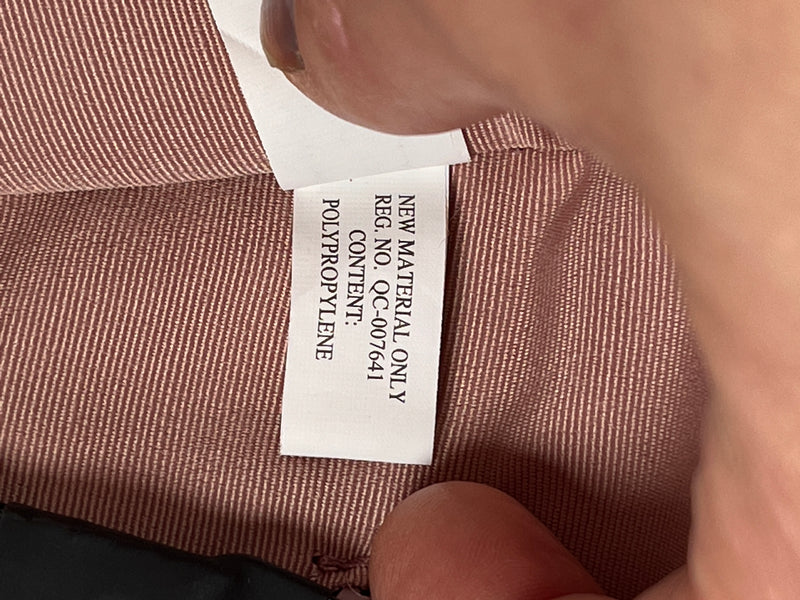 NEW MATERIAL ONLY
REG. NO. QC-007641
CONTENT:
POLYPROPYLENE